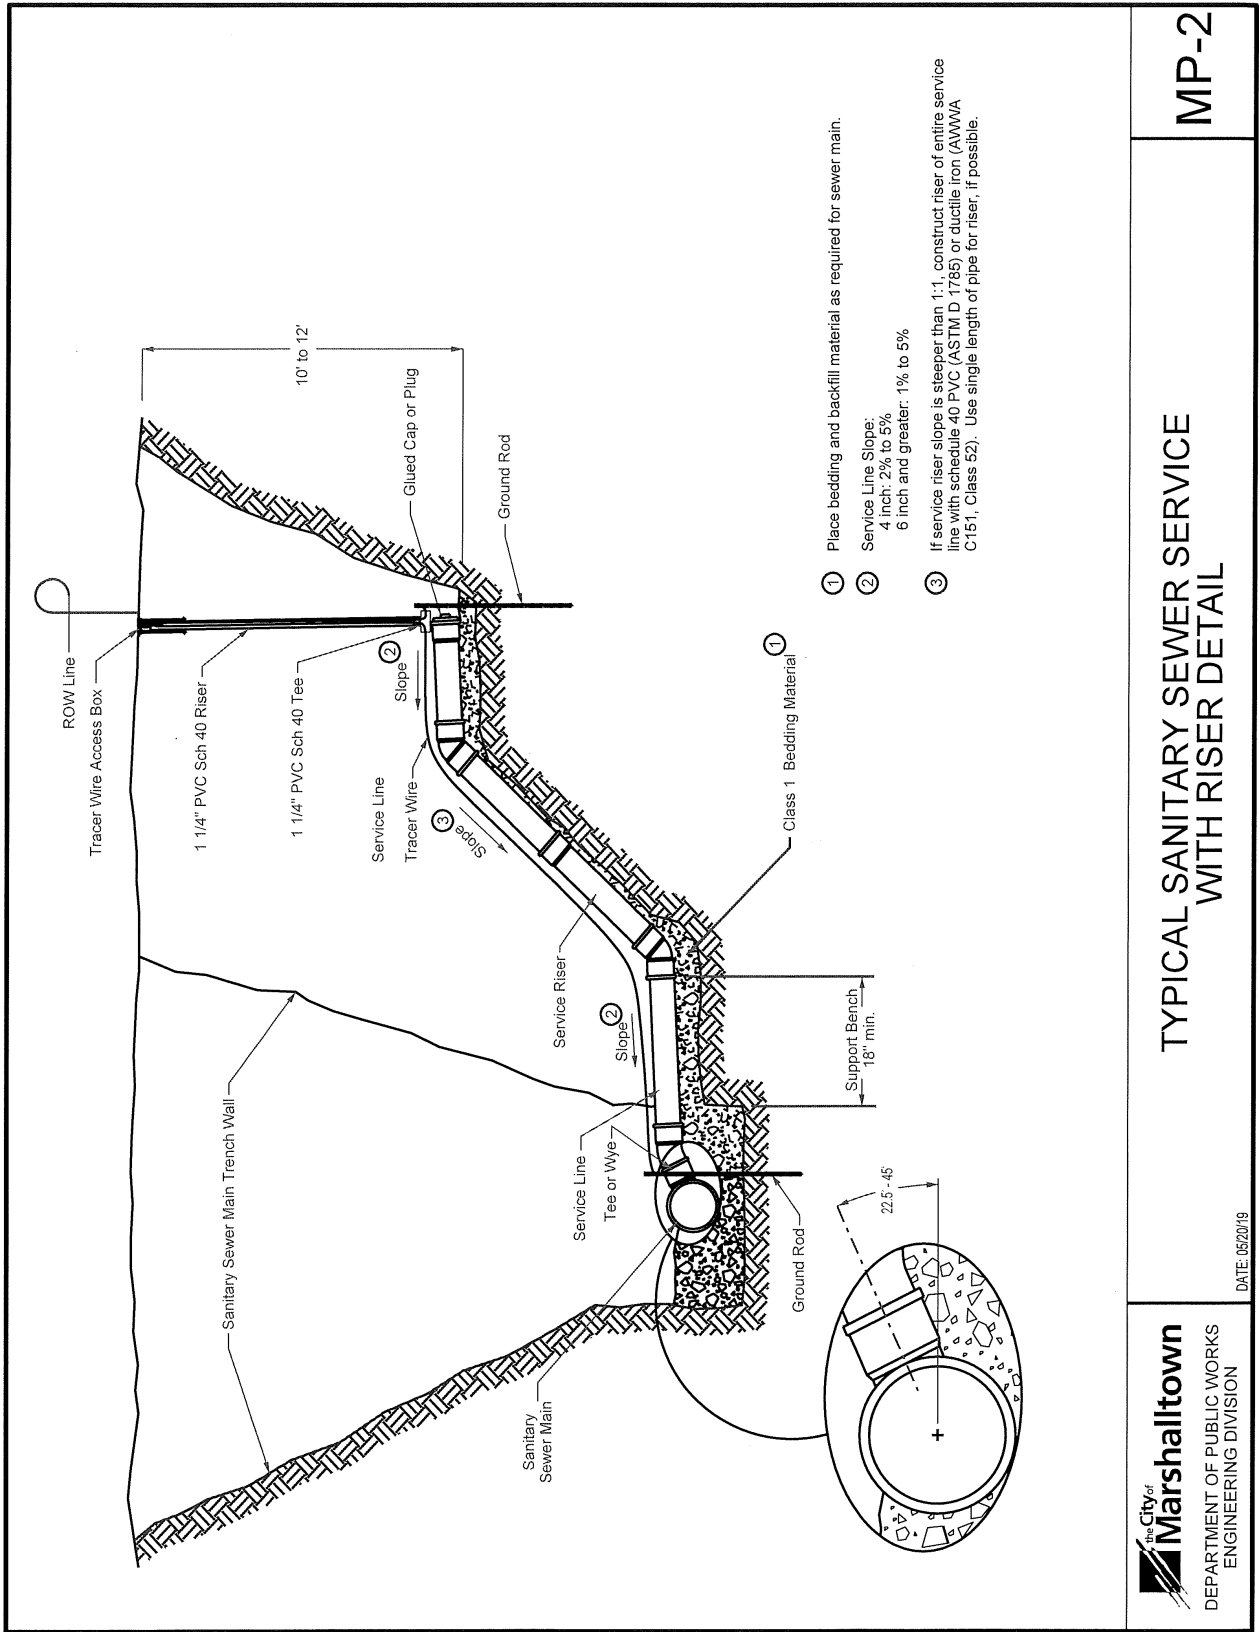 ROW Line
Tracer Wire Access Box
1 1/4" PVC Sch 40 Riser
1 1/4" PVC Sch 40 Tee
Service Line
Tracer Wire
Slope
2
Slope
3
Service Riser
Slope
2
Sanitary Sewer Main Trench Wall
Service Line
Tee or Wye
Sanitary
Sewer Main
Ground Rod
Support Bench
18" min.
Class 1 Bedding Material
1
10' to 12'
Glued Cap or Plug
Ground Rod
22.5° - 45°
1 Place bedding and backfill material as required for sewer main.
2 Service Line Slope:
4 inch: 2% to 5%
6 inch and greater: 1% to 5%
3 If service riser slope is steeper than 1:1, construct riser of entire service
line with schedule 40 PVC (ASTM D 1785) or ductile iron (AWWA
C151, Class 52). Use single length of pipe for riser, if possible.
the City of
Marshalltown
DEPARTMENT OF PUBLIC WORKS
ENGINEERING DIVISION
DATE: 05/20/19
TYPICAL SANITARY SEWER SERVICE
WITH RISER DETAIL
MP-2